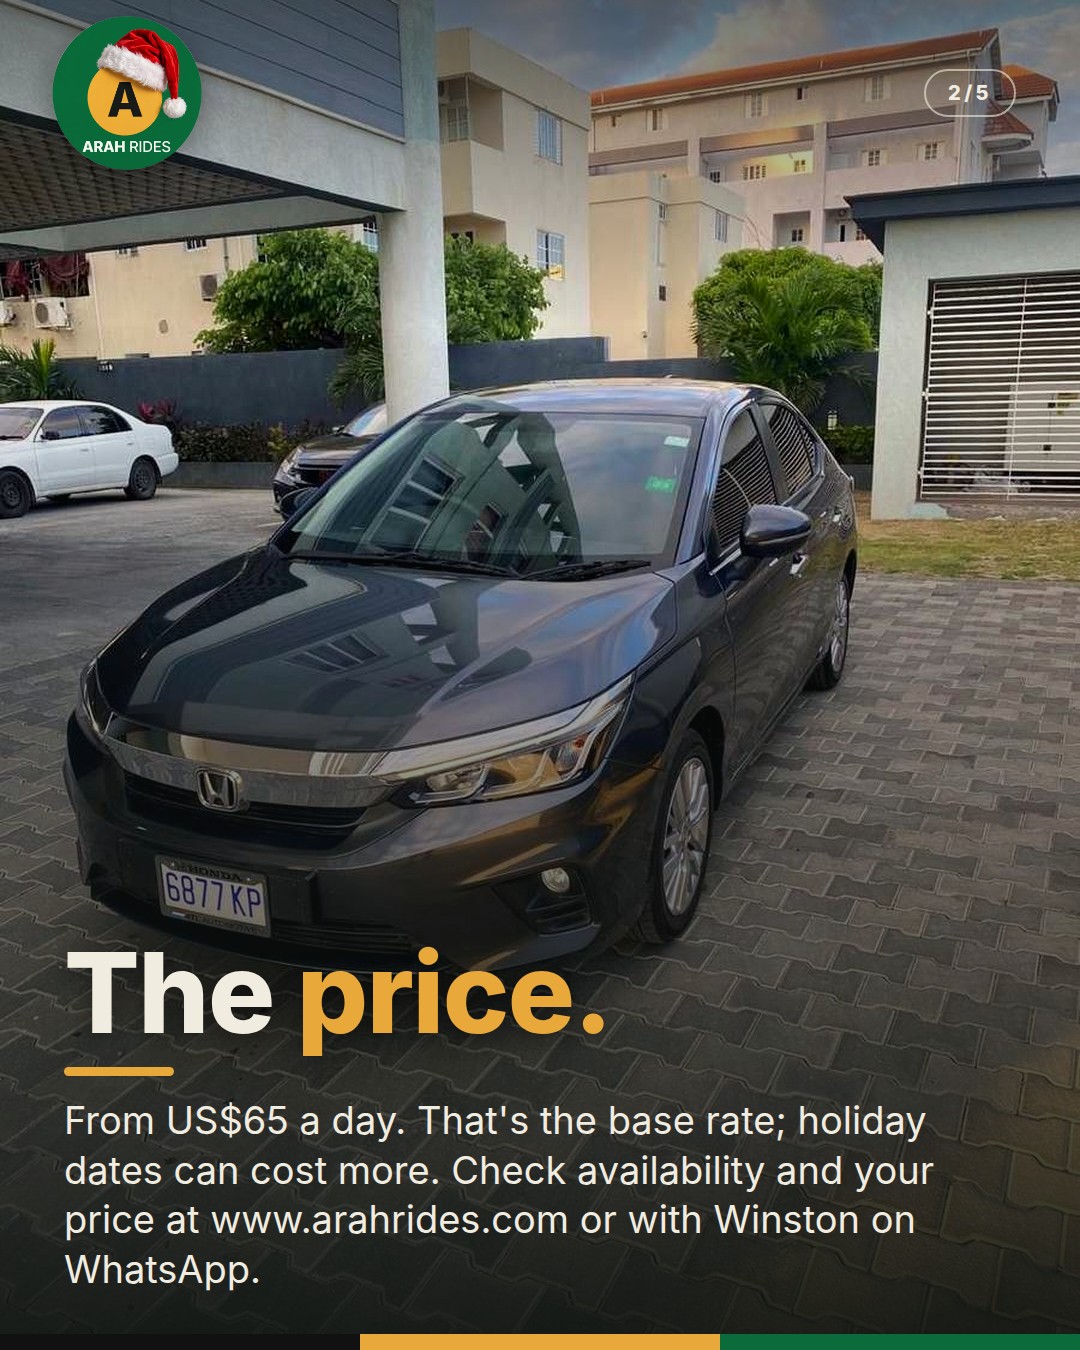 A
ARAH RIDES
2/5
HONDA
6877 KP
The price.
From US$65 a day. That's the base rate; holiday
dates can cost more. Check availability and your
price at www.arahrides.com or with Winston on
WhatsApp.